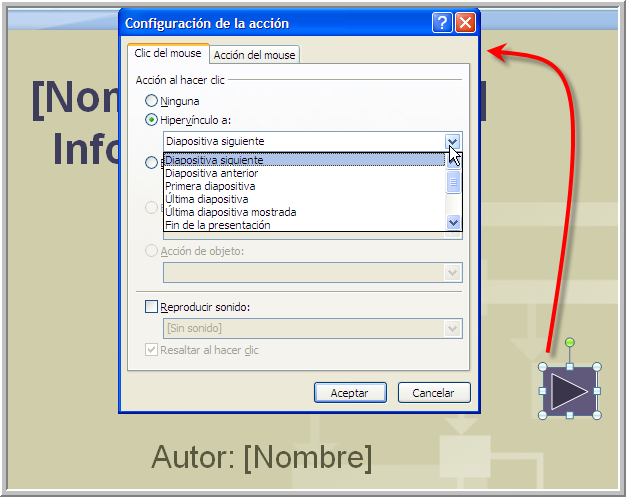 Configuración de la acción
Clic del mouse
Acción del mouse
Acción al hacer clic
Ninguna
Hipervínculo a:
Diapositiva siguiente
Diapositiva siguiente
Diapositiva anterior
Primera diapositiva
Última diapositiva
Última diapositiva mostrada
Fin de la presentación
Acción de objeto:
Reproducir sonido:
[Sin sonido]
Resaltar al hacer clic
Aceptar
Cancelar
Autor: [Nombre]